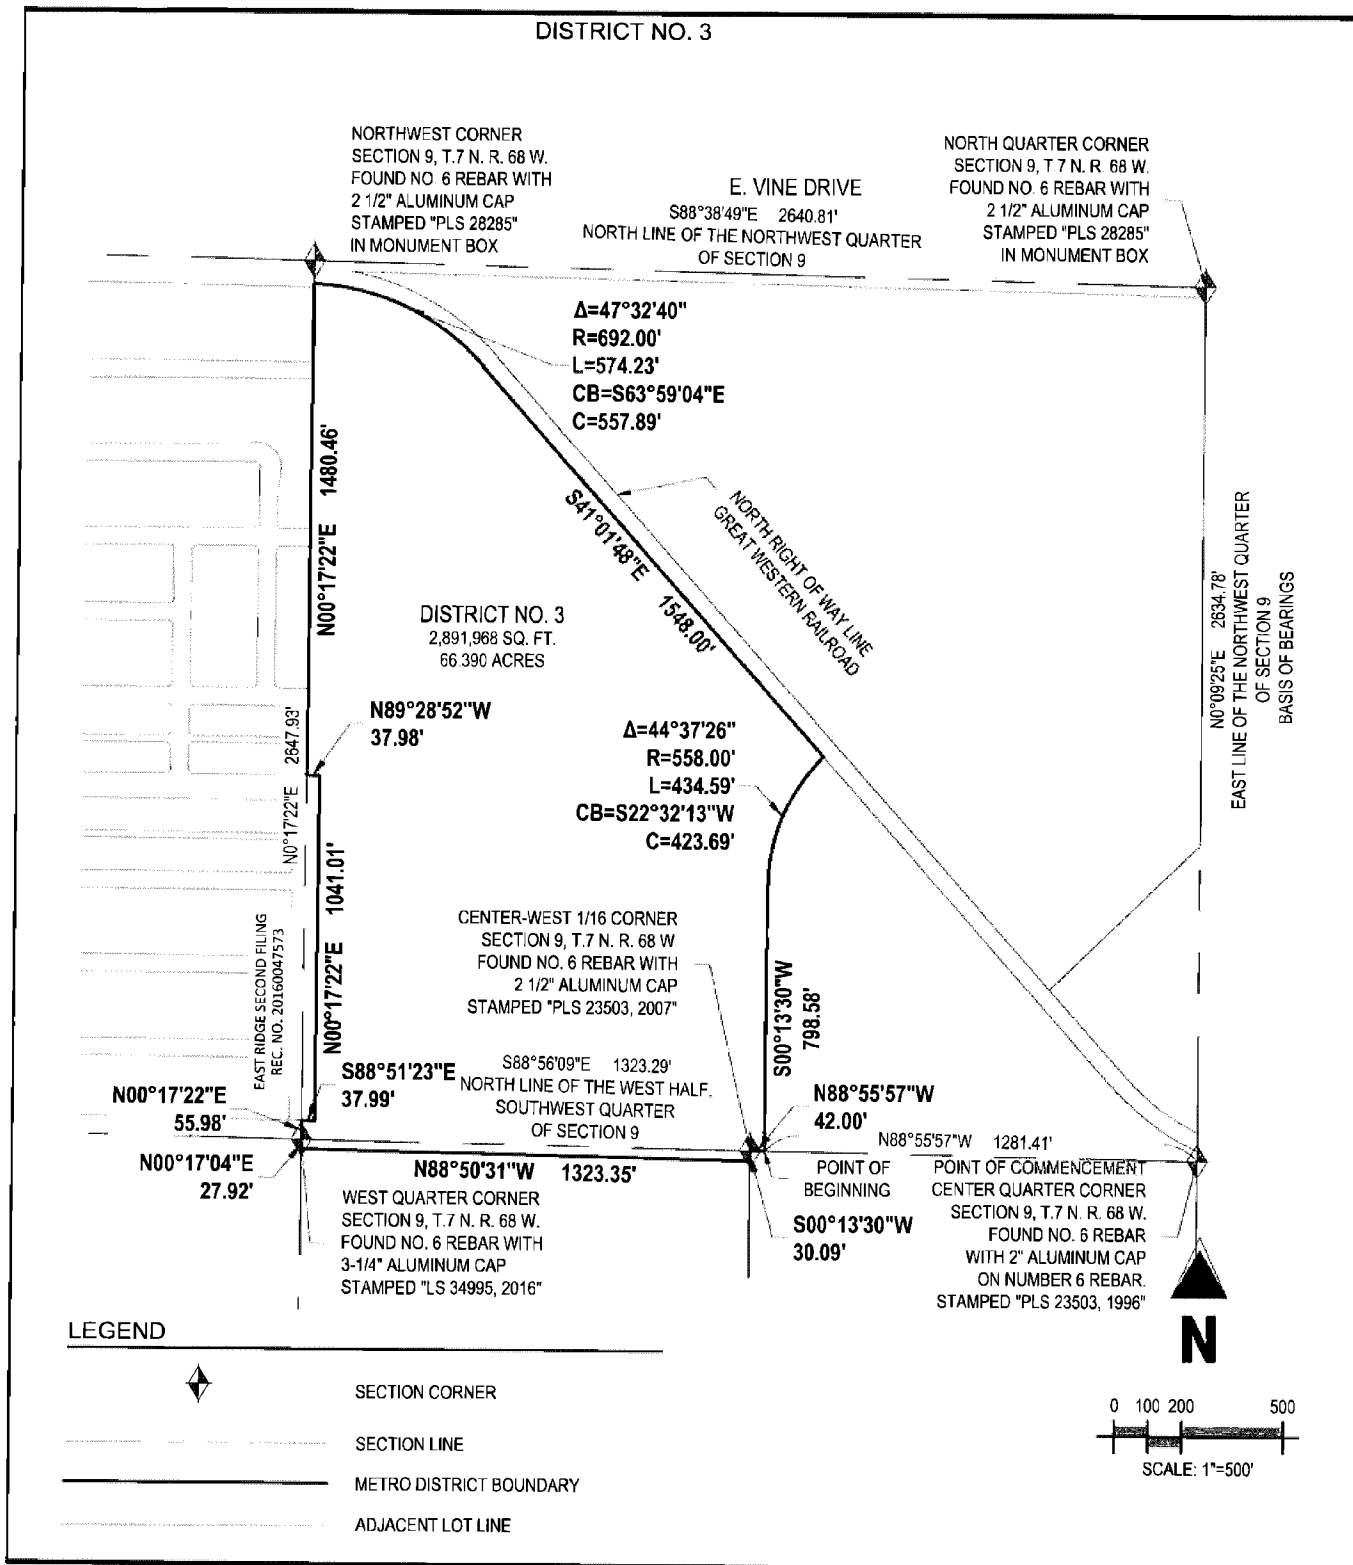 DISTRICT NO. 3
NORTHWEST CORNER
SECTION 9, T.7 N. R. 68 W.
FOUND NO. 6 REBAR WITH
2 1/2" ALUMINUM CAP
STAMPED "PLS 28285"
IN MONUMENT BOX
E. VINE DRIVE
S88°38'49"E 2640.81'
NORTH LINE OF THE NORTHWEST QUARTER
OF SECTION 9
NORTH QUARTER CORNER
SECTION 9, T.7 N. R. 68 W.
FOUND NO. 6 REBAR WITH
2 1/2" ALUMINUM CAP
STAMPED "PLS 28285"
IN MONUMENT BOX
Δ=47°32'40"
R=692.00'
L=574.23'
CB=S63°59'04"E
C=557.89'
N00°17'22"E 1480.46'
S41°01'48"E 1548.00'
NORTH RIGHT OF WAY LINE
GREAT WESTERN RAILROAD
N0°09'25"E 2634.78'
EAST LINE OF THE NORTHWEST QUARTER
OF SECTION 9
BASIS OF BEARINGS
DISTRICT NO. 3
2,891,968 SQ. FT.
66.390 ACRES
N89°28'52"W
37.98'
N0°17'22"E 2647.93'
Δ=44°37'26"
R=558.00'
L=434.59'
CB=S22°32'13"W
C=423.69'
N00°17'22"E 1041.01'
EAST RIDGE SECOND FILING
REC. NO. 20160047573
CENTER-WEST 1/16 CORNER
SECTION 9, T.7 N. R. 68 W.
FOUND NO. 6 REBAR WITH
2 1/2" ALUMINUM CAP
STAMPED "PLS 23503, 2007"
S00°13'30"W
798.58'
S88°56'09"E 1323.29'
NORTH LINE OF THE WEST HALF.
SOUTHWEST QUARTER
OF SECTION 9
S88°51'23"E
37.99'
N00°17'22"E
55.98'
N00°17'04"E
27.92'
N88°55'57"W
42.00'
N88°55'57"W 1281.41'
N88°50'31"W 1323.35'
POINT OF
BEGINNING
S00°13'30"W
30.09'
WEST QUARTER CORNER
SECTION 9, T.7 N. R. 68 W.
FOUND NO. 6 REBAR WITH
3-1/4" ALUMINUM CAP
STAMPED "LS 34995, 2016"
POINT OF COMMENCEMENT
CENTER QUARTER CORNER
SECTION 9, T.7 N. R. 68 W.
FOUND NO. 6 REBAR
WITH 2" ALUMINUM CAP
ON NUMBER 6 REBAR.
STAMPED "PLS 23503, 1996"
N
LEGEND
SECTION CORNER
SECTION LINE
METRO DISTRICT BOUNDARY
ADJACENT LOT LINE
0 100 200 500
SCALE: 1"=500'